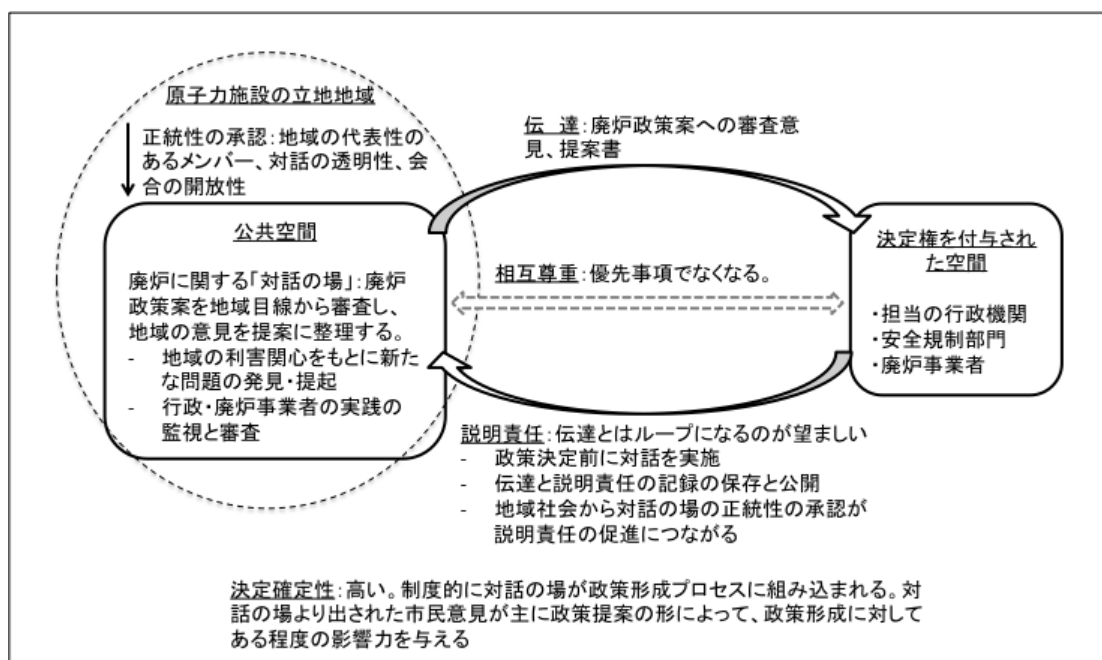 原子力施設の立地地域
正統性の承認：地域の代表性の
あるメンバー、対話の透明性、会
合の開放性
公共空間
廃炉に関する「対話の場」：廃炉
政策案を地域目線から審査し、
地域の意見を提案に整理する。
- 地域の利害関心をもとに新た
な問題の発見・提起
- 行政・廃炉事業者の実践の
監視と審査
伝　達：廃炉政策案への審査意
見、提案書
相互尊重：優先事項でなくなる。
決定権を付与され
た空間
・担当の行政機関
・安全規制部門
・廃炉事業者
説明責任：伝達とはループになるのが望ましい
- 政策決定前に対話を実施
- 伝達と説明責任の記録の保存と公開
- 地域社会から対話の場の正統性の承認が
説明責任の促進につながる
決定確定性：高い。制度的に対話の場が政策形成プロセスに組み込まれる。対
話の場より出された市民意見が主に政策提案の形によって、政策形成に対して
ある程度の影響力を与える